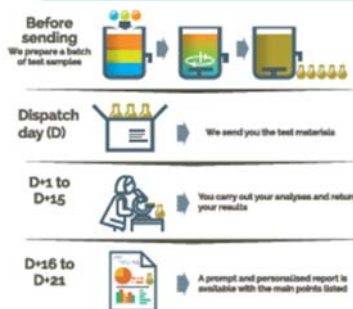 Before
sending
We prepare a batch
of test samples
Dispatch
day (D)
We send you the test materials
D+1 to
D+15
You carry out your analyses and return
your results
D+16 to
D+21
A prompt and personalised report is
available with the main points listed